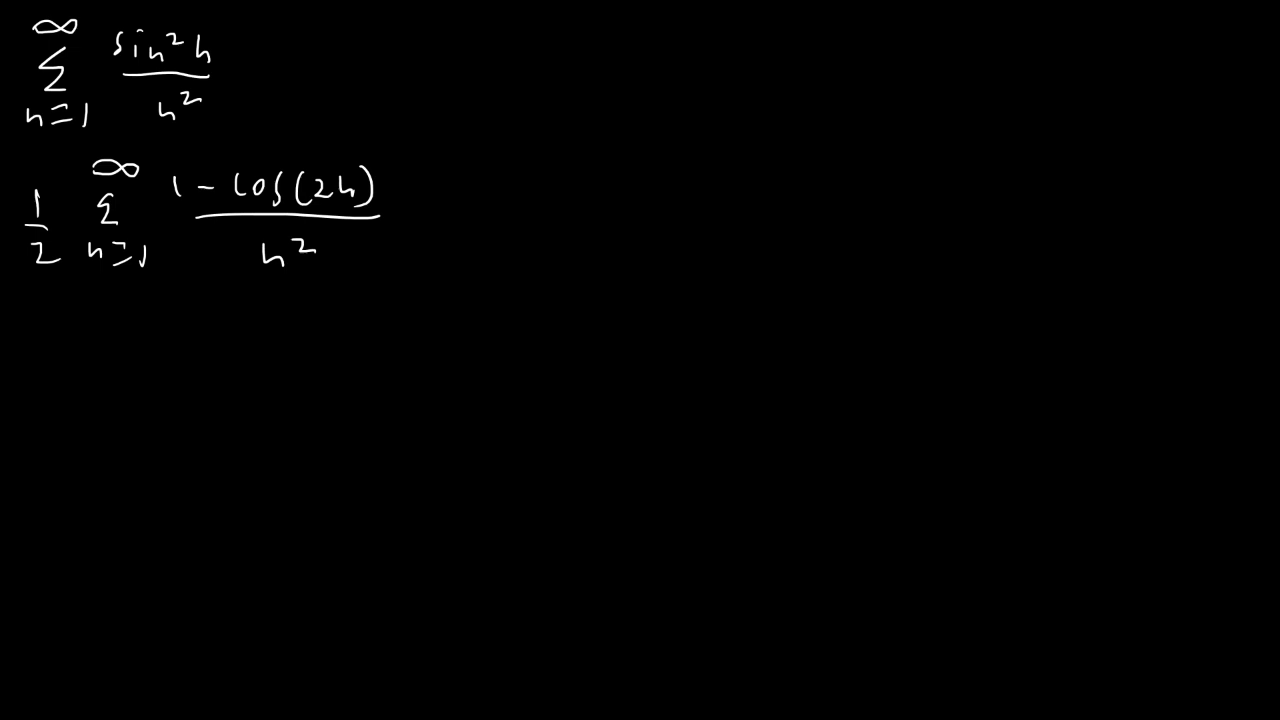 ∞ Σ n=1 sin²n / n²
1/2 ∞ Σ n=1 1 - cos(2n) / n²